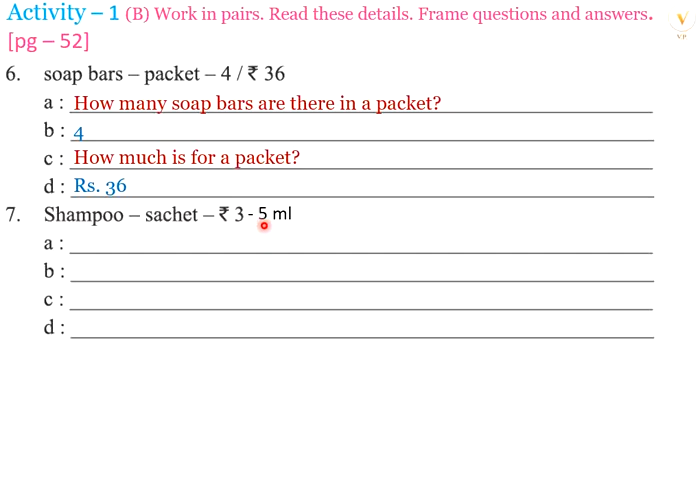 Activity – 1 (B) Work in pairs. Read these details. Frame questions and answers.
[pg – 52]
VP
6. soap bars – packet – 4 / ₹ 36
a : How many soap bars are there in a packet?
b : 4
c : How much is for a packet?
d : Rs. 36
7. Shampoo – sachet – ₹ 3 - 5 ml
a :
b :
c :
d :